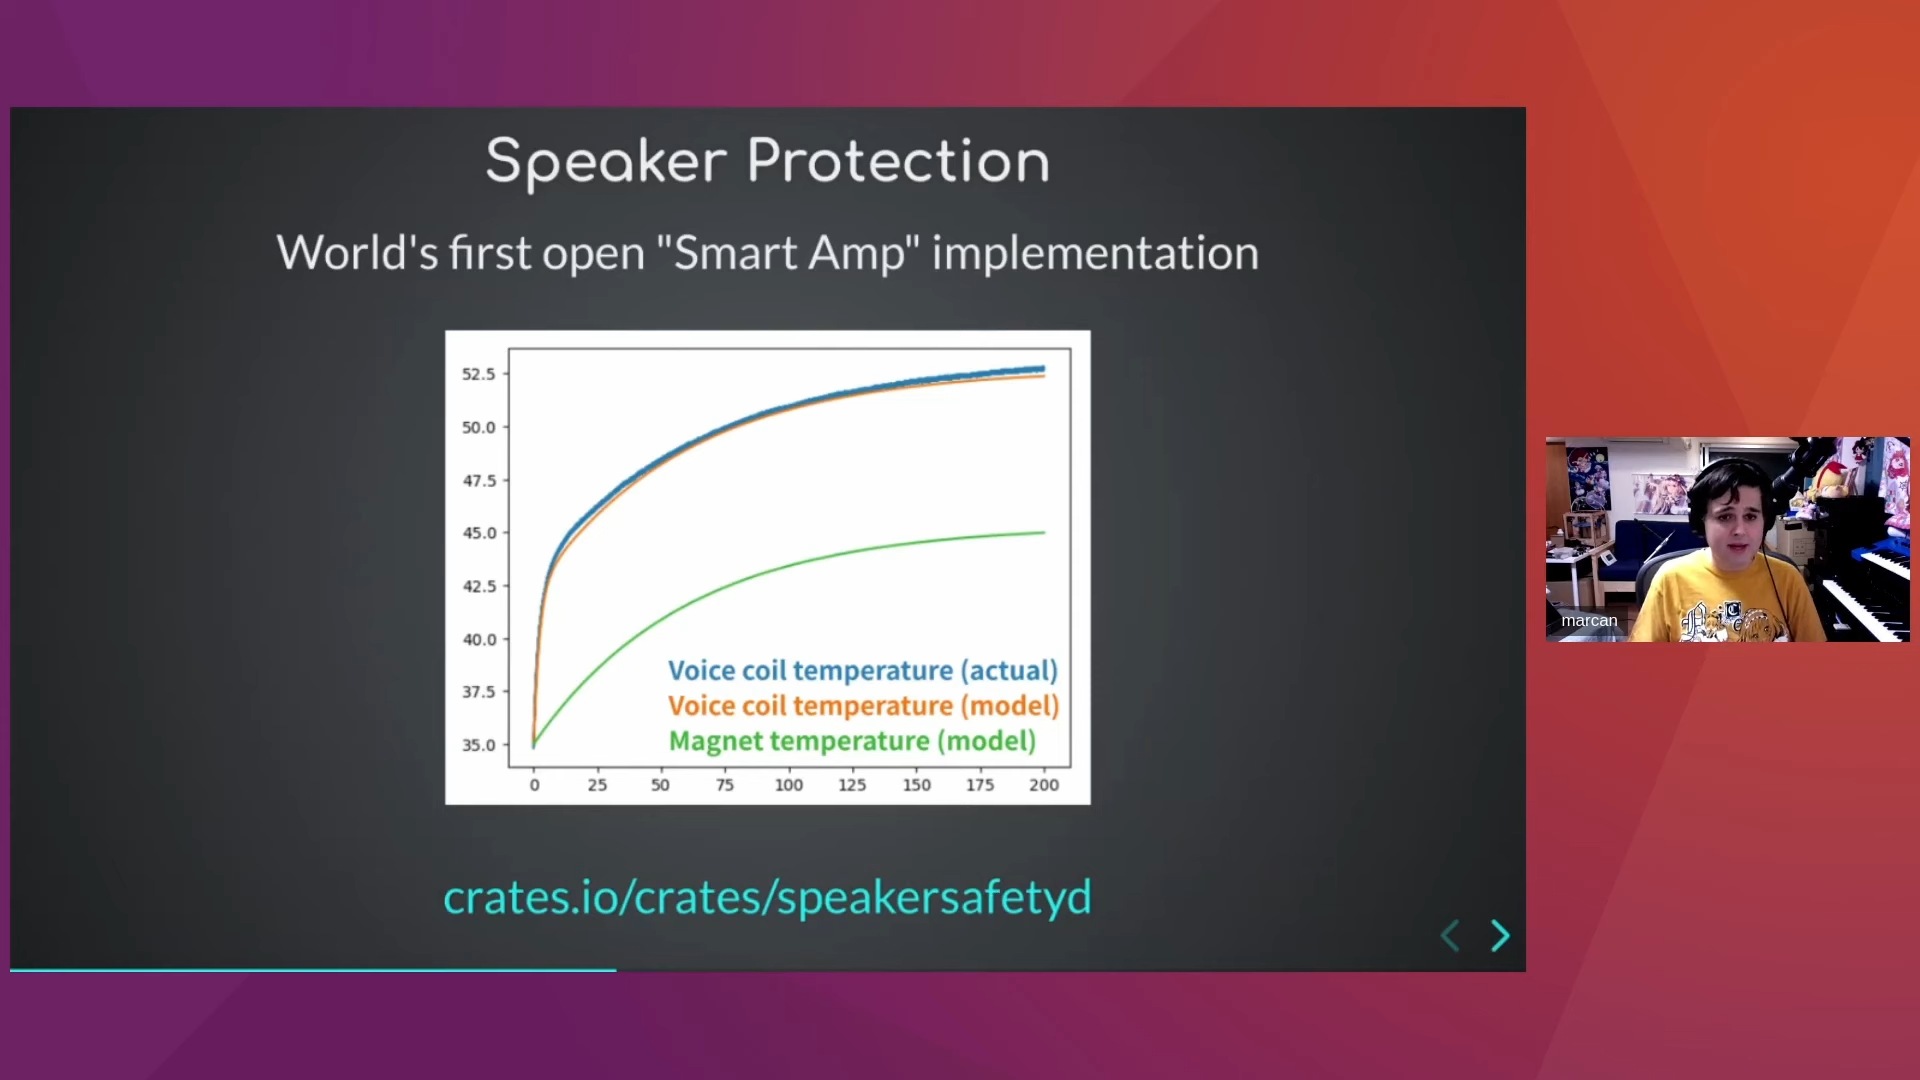 Speaker Protection
World's first open "Smart Amp" implementation
52.5
50.0
47.5
45.0
42.5
40.0
37.5
35.0
Voice coil temperature (actual)
Voice coil temperature (model)
Magnet temperature (model)
0 25 50 75 100 125 150 175 200
crates.io/crates/speakersafetyd
marcan